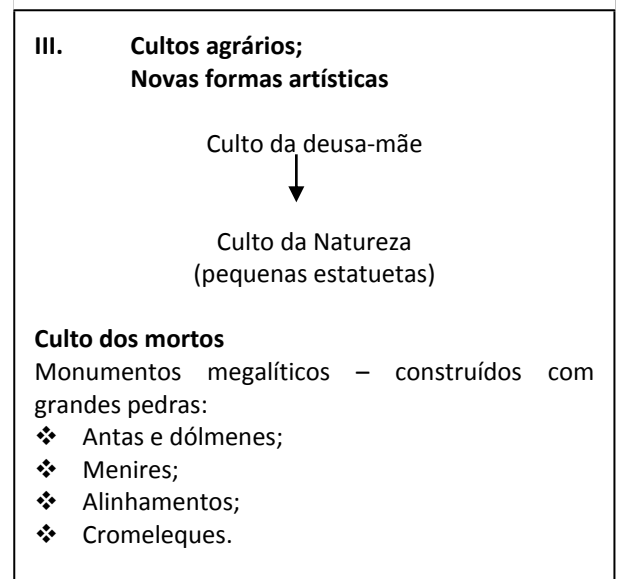 III. Cultos agrários;
Novas formas artísticas
Culto da deusa-mãe
Culto da Natureza
(pequenas estatuetas)
Culto dos mortos
Monumentos megalíticos – construídos com
grandes pedras:
❖ Antas e dólmenes;
❖ Menires;
❖ Alinhamentos;
❖ Cromeleques.